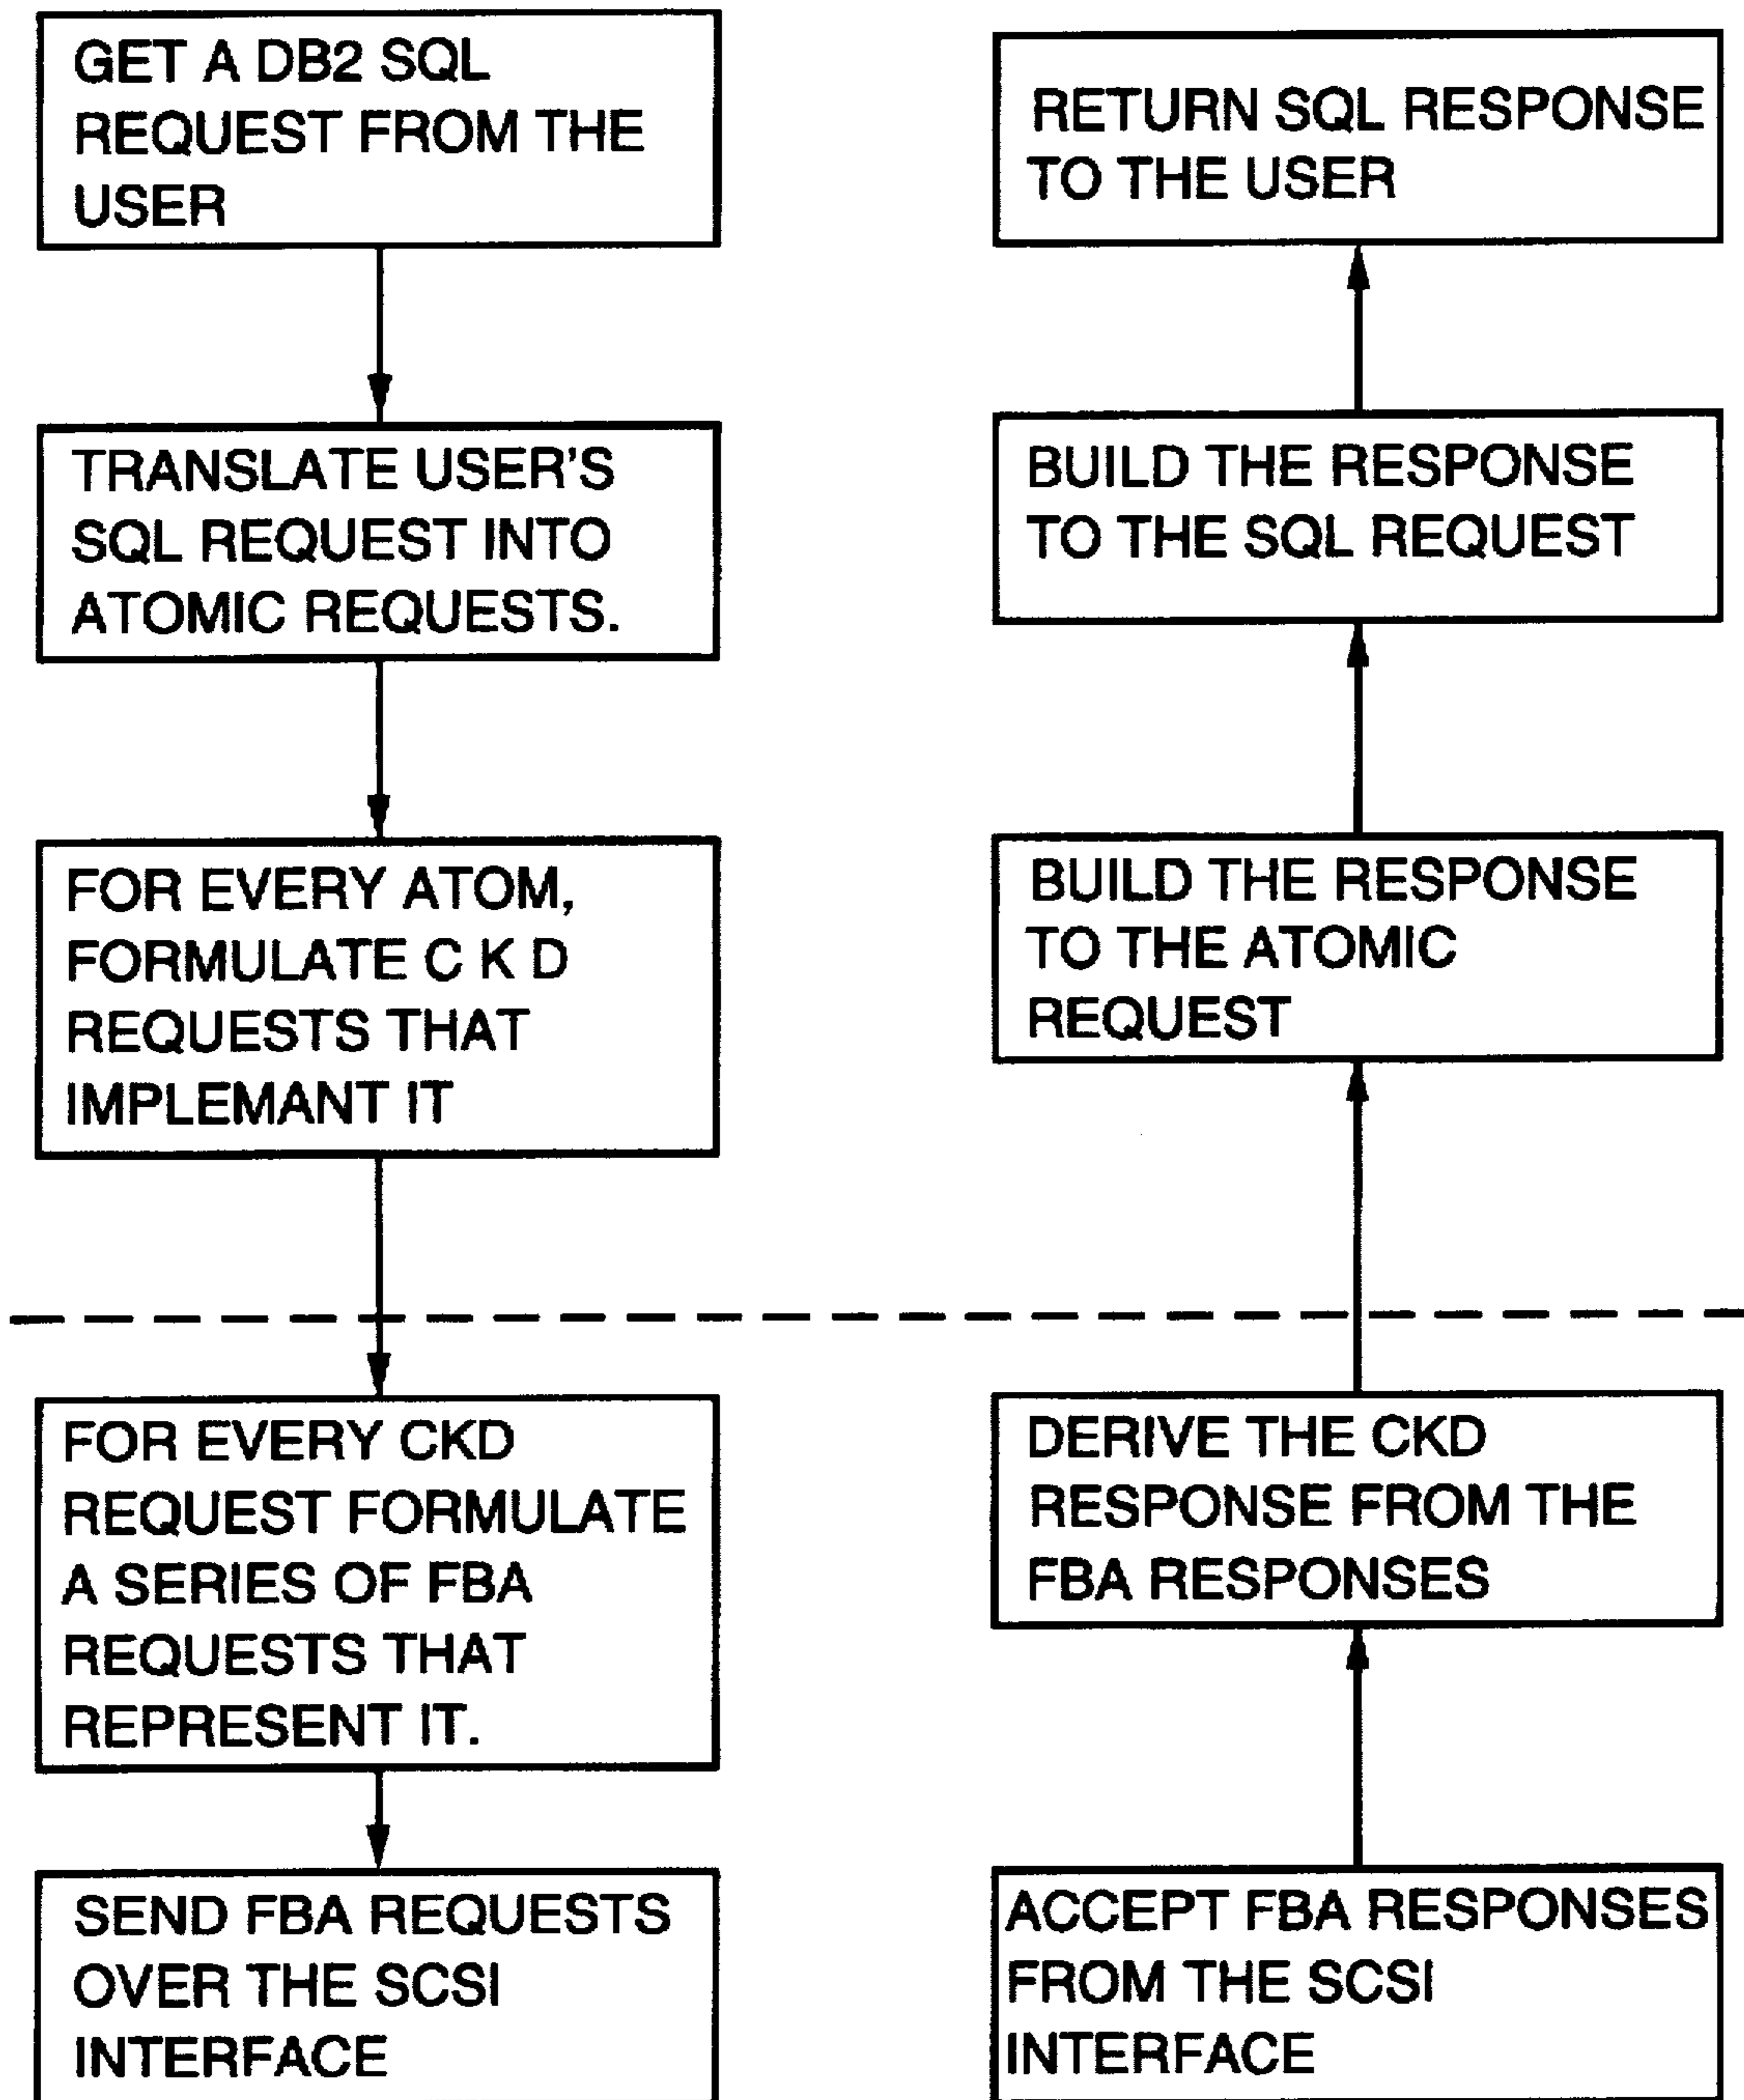 GET A DB2 SQL
REQUEST FROM THE
USER
TRANSLATE USER'S
SQL REQUEST INTO
ATOMIC REQUESTS.
FOR EVERY ATOM,
FORMULATE C K D
REQUESTS THAT
IMPLEMANT IT
FOR EVERY CKD
REQUEST FORMULATE
A SERIES OF FBA
REQUESTS THAT
REPRESENT IT.
SEND FBA REQUESTS
OVER THE SCSI
INTERFACE
RETURN SQL RESPONSE
TO THE USER
BUILD THE RESPONSE
TO THE SQL REQUEST
BUILD THE RESPONSE
TO THE ATOMIC
REQUEST
DERIVE THE CKD
RESPONSE FROM THE
FBA RESPONSES
ACCEPT FBA RESPONSES
FROM THE SCSI
INTERFACE